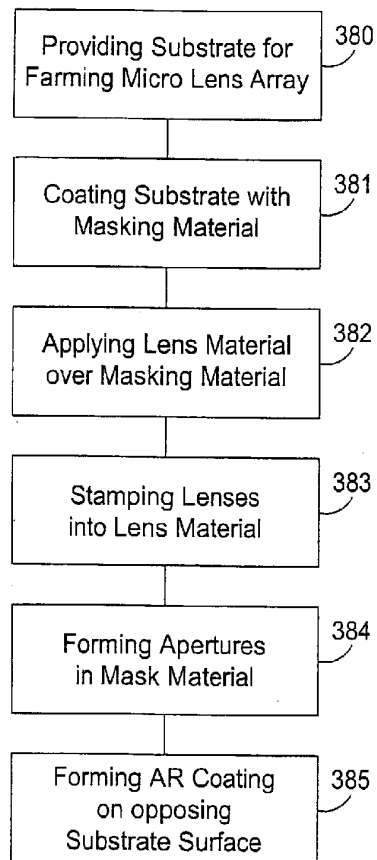 Providing Substrate for
Farming Micro Lens Array
380
Coating Substrate with
Masking Material
381
Applying Lens Material
over Masking Material
382
Stamping Lenses
into Lens Material
383
Forming Apertures
in Mask Material
384
Forming AR Coating
on opposing
Substrate Surface
385